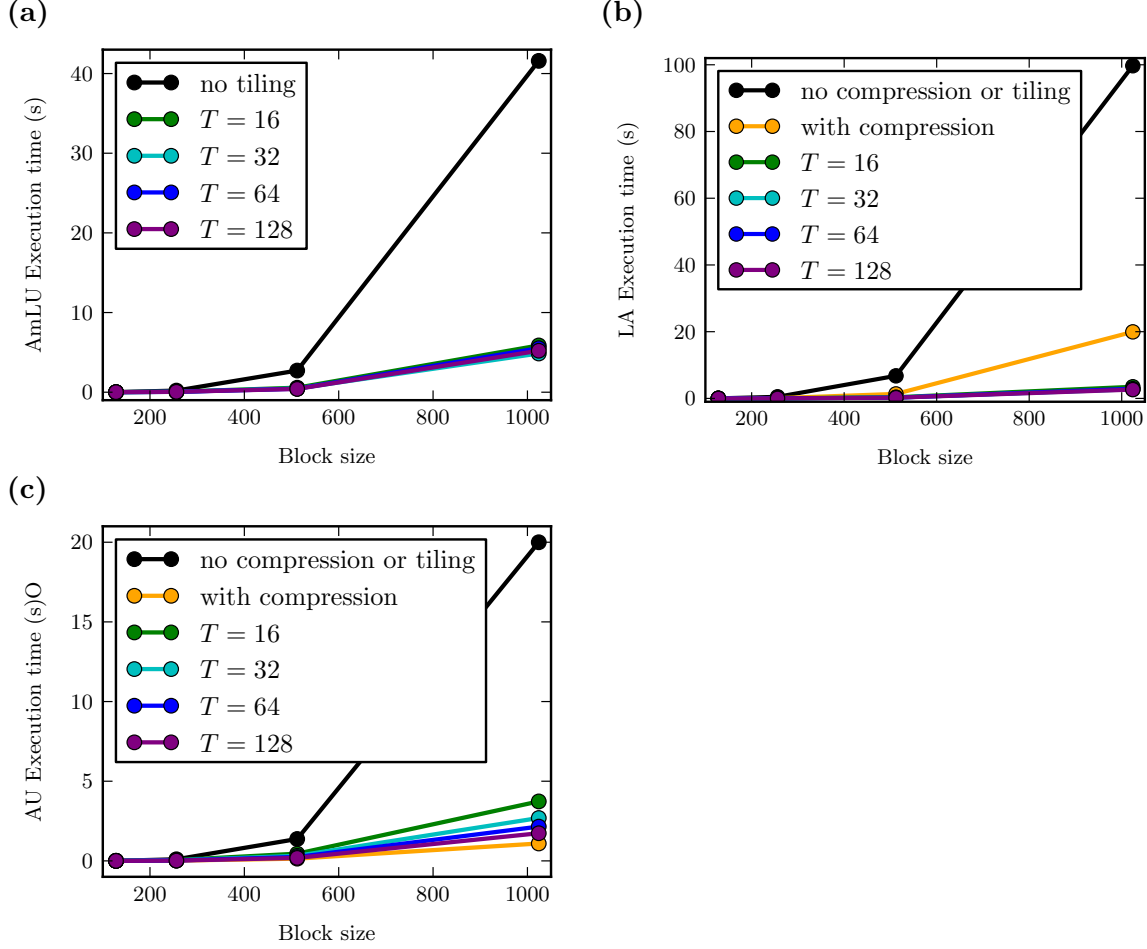 (a)
AmLU Execution time (s)
40
30
20
10
0
no tiling
T = 16
T = 32
T = 64
T = 128
200 400 600 800 1000
Block size
(b)
LA Execution time (s)
100
80
60
40
20
0
no compression or tiling
with compression
T = 16
T = 32
T = 64
T = 128
200 400 600 800 1000
Block size
(c)
AU Execution time (s)O
20
15
10
5
0
no compression or tiling
with compression
T = 16
T = 32
T = 64
T = 128
200 400 600 800 1000
Block size